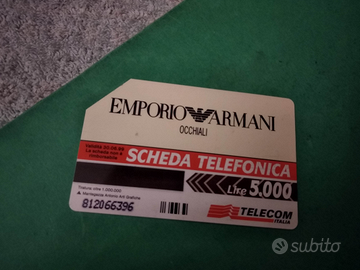 EMPORIO ARMANI
OCCHIALI
SCHEDA TELEFONICA
Lire 5.000
812066396
TELECOM
ITALIA
subito